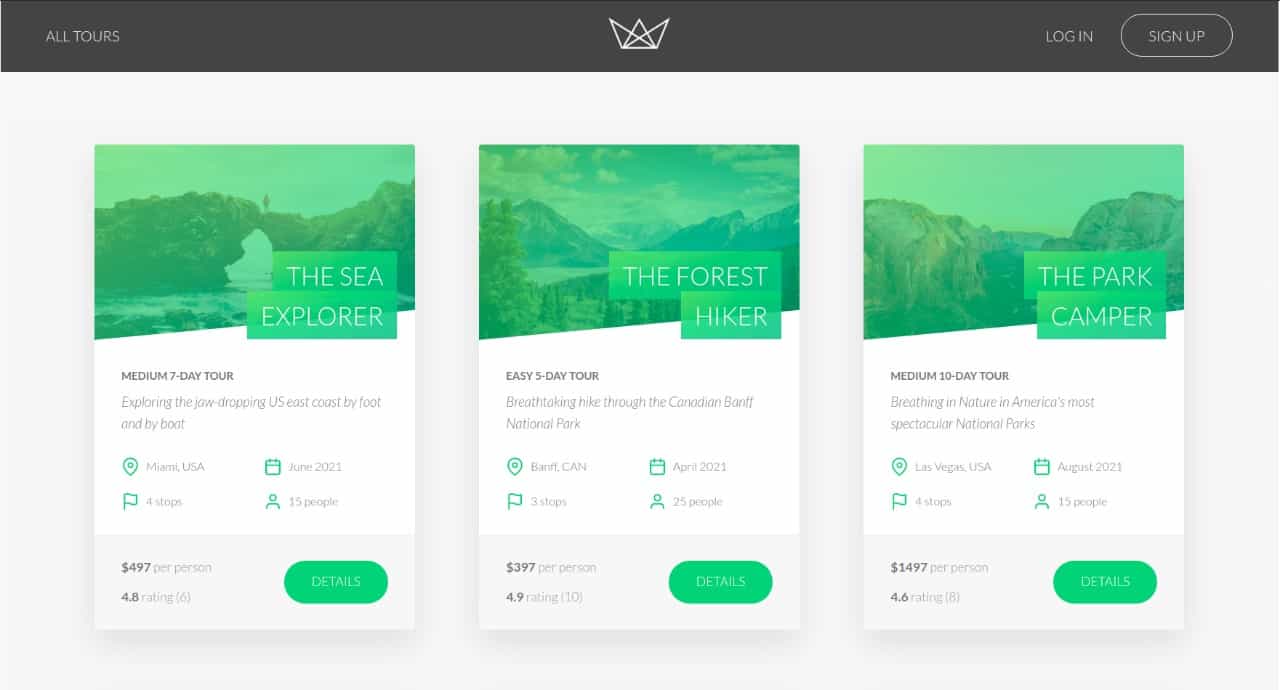 ALL TOURS
LOG IN
SIGN UP
THE SEA
EXPLORER
MEDIUM 7-DAY TOUR
Exploring the jaw-dropping US east coast by foot
and by boat
Miami, USA
June 2021
4 stops
15 people
$497 per person
4.8 rating (6)
DETAILS
THE FOREST
HIKER
EASY 5-DAY TOUR
Breathtaking hike through the Canadian Banff
National Park
Banff, CAN
April 2021
3 stops
25 people
$397 per person
4.9 rating (10)
DETAILS
THE PARK
CAMPER
MEDIUM 10-DAY TOUR
Breathing in Nature in America's most
spectacular National Parks
Las Vegas, USA
August 2021
4 stops
15 people
$1497 per person
4.6 rating (8)
DETAILS